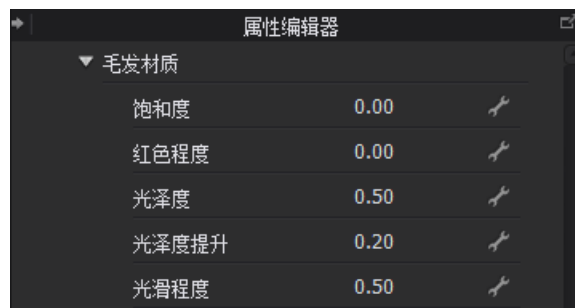 属性编辑器
毛发材质
饱和度 0.00
红色程度 0.00
光泽度 0.50
光泽度提升 0.20
光滑程度 0.50